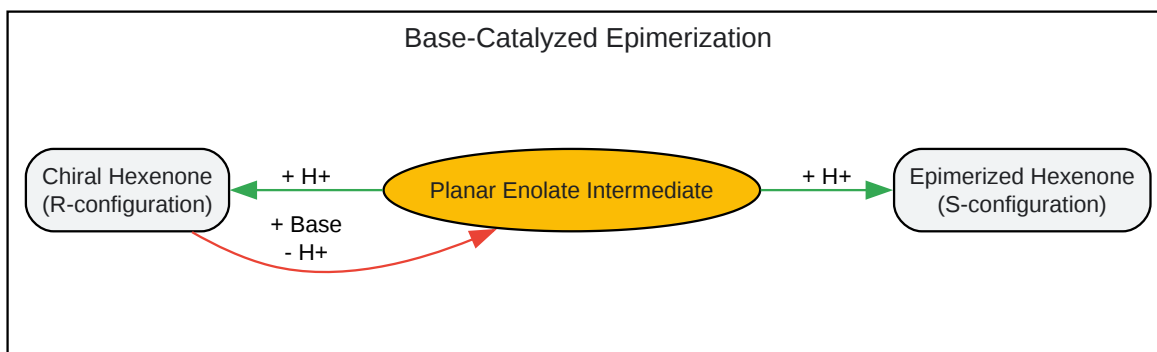 Base-Catalyzed Epimerization
Chiral Hexenone
(R-configuration)
+ H+
+ Base
- H+
Planar Enolate Intermediate
+ H+
Epimerized Hexenone
(S-configuration)